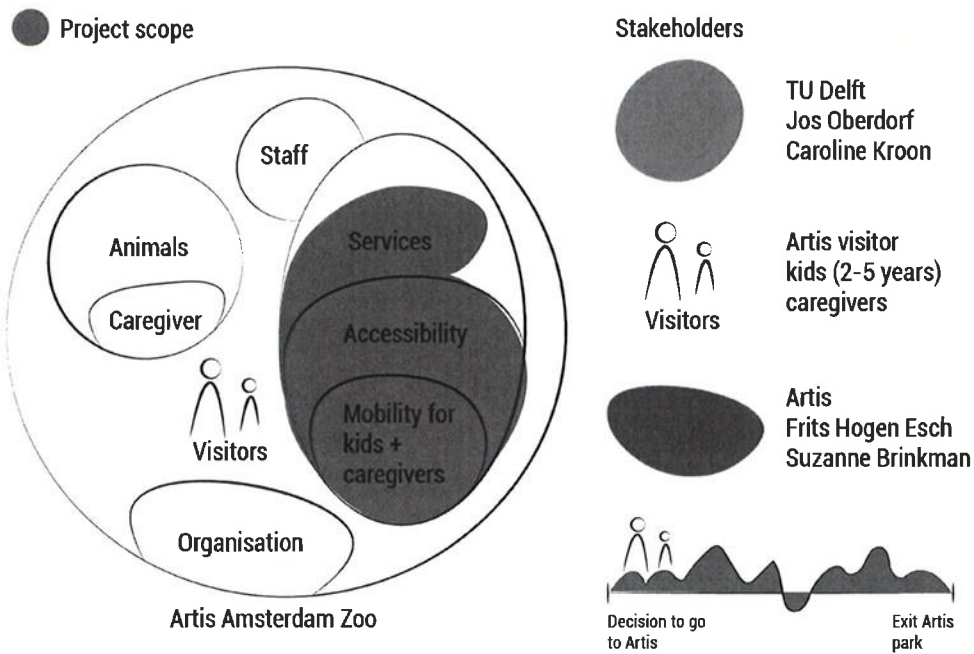 Project scope
Staff
Animals
Caregiver
Services
Accessibility
Mobility for
kids +
caregivers
Visitors
Organisation
Artis Amsterdam Zoo
Stakeholders
TU Delft
Jos Oberdorf
Caroline Kroon
Visitors
Artis visitor
kids (2-5 years)
caregivers
Artis
Frits Hogen Esch
Suzanne Brinkman
Decision to go
to Artis
Exit Artis
park